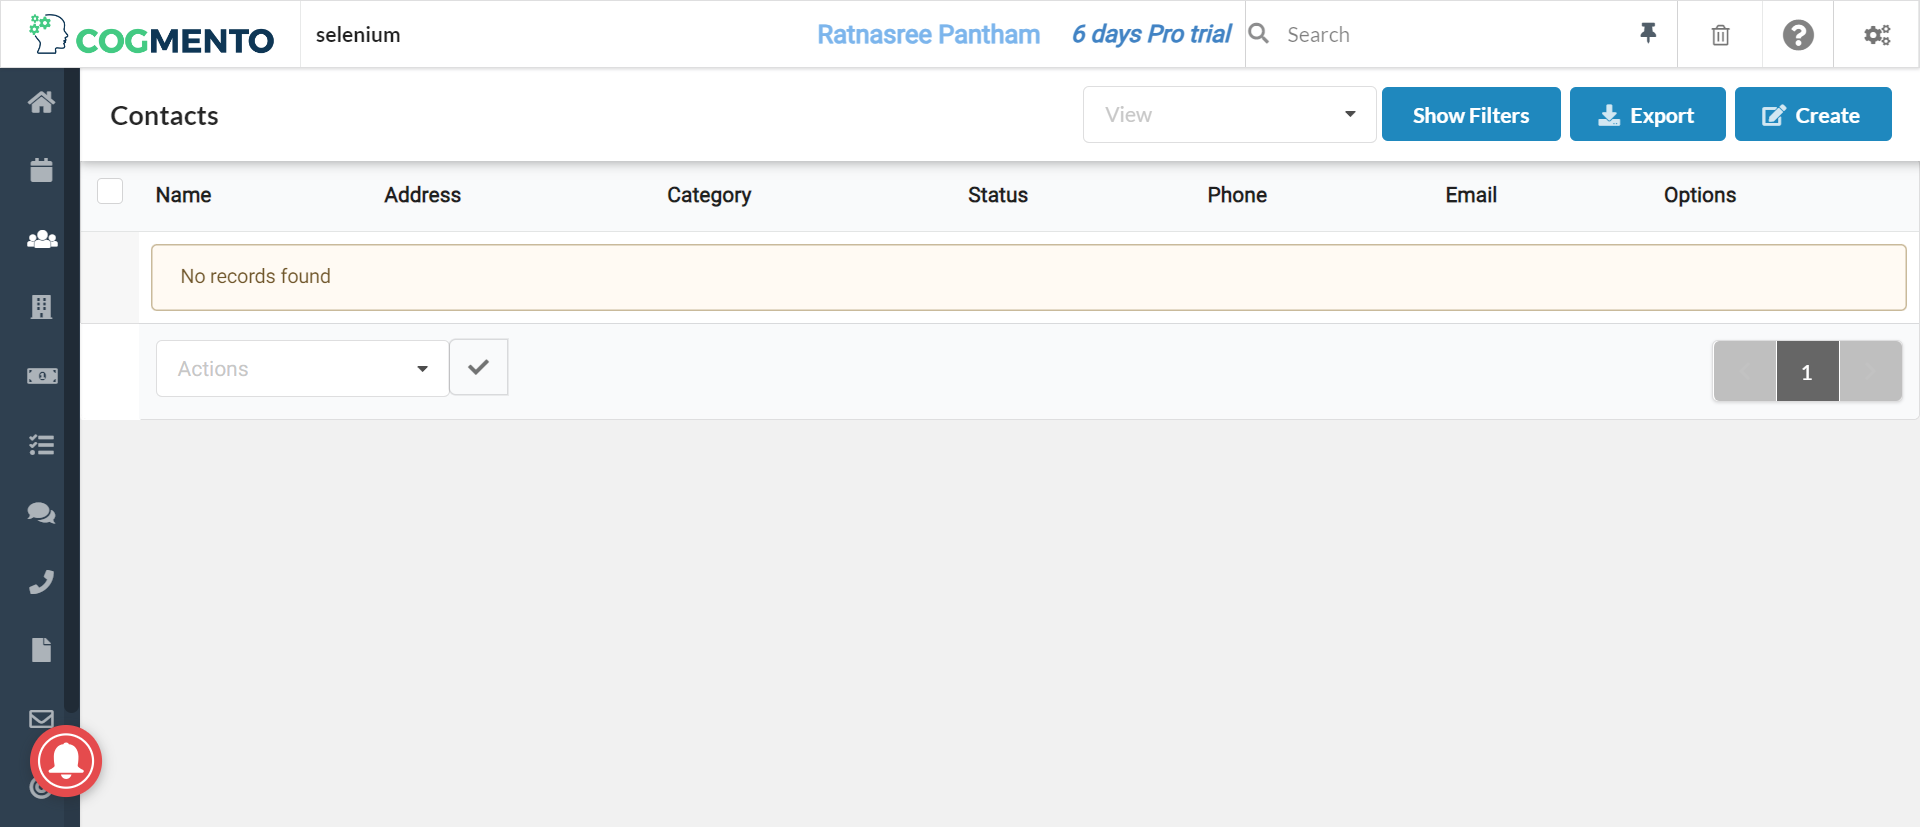 COGMENTO selenium Ratnasree Pantham 6 days Pro trial Search
Contacts View Show Filters Export Create
Name Address Category Status Phone Email Options
No records found
Actions 1